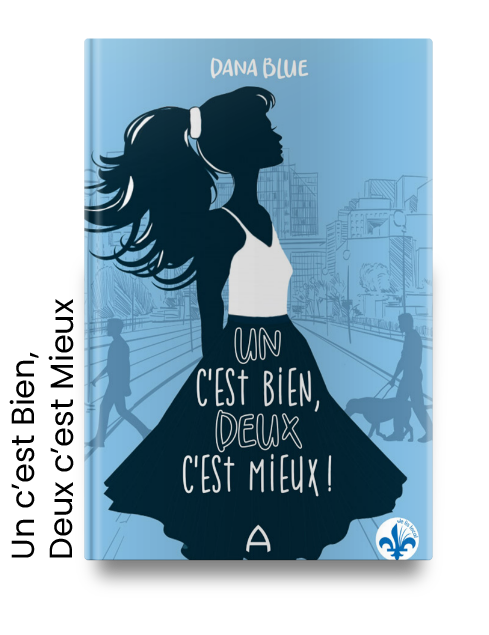 Un c'est Bien,
Deux c'est Mieux
DANA BLUE
UN
C'EST BIEN,
DEUX
C'EST MIEUX!
A